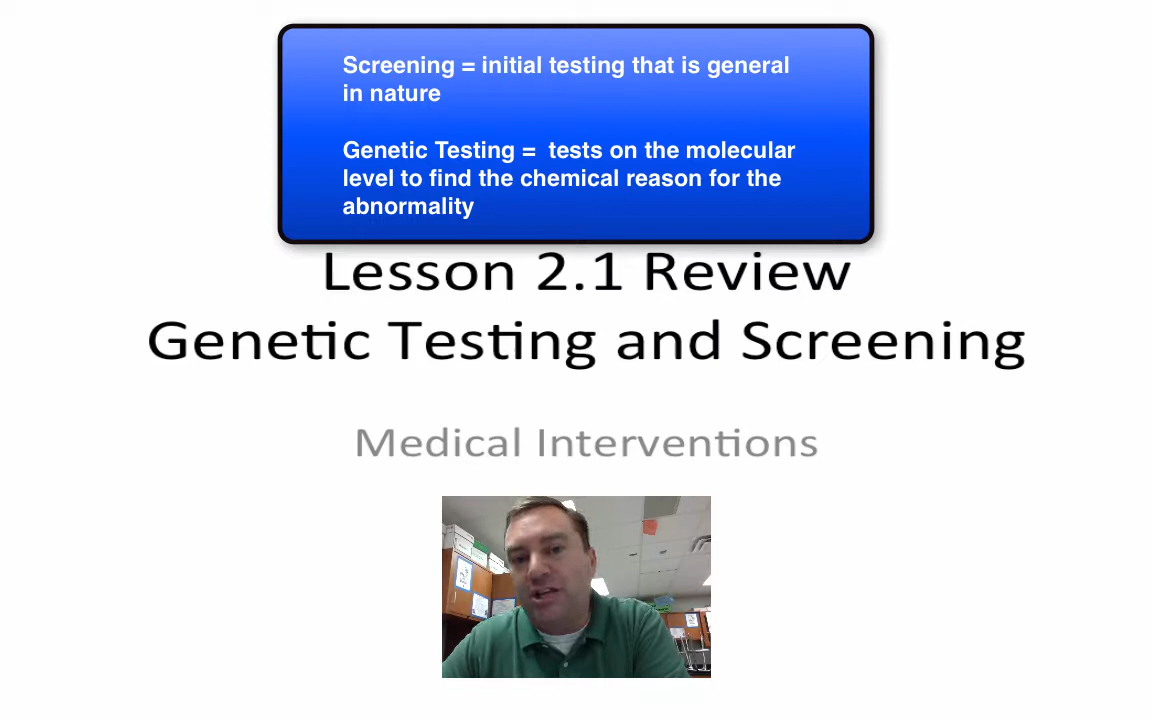 Screening = initial testing that is general
in nature
Genetic Testing =  tests on the molecular
level to find the chemical reason for the
abnormality
Lesson 2.1 Review
Genetic Testing and Screening
Medical Interventions